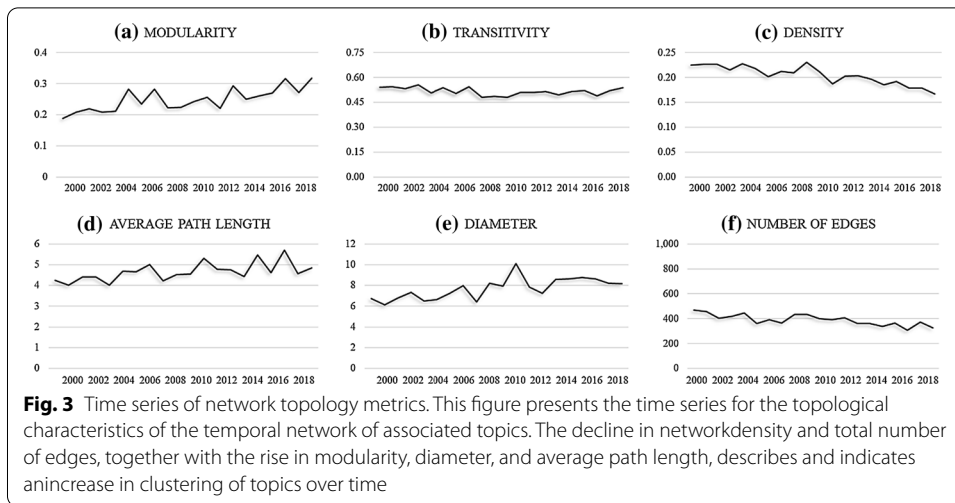 (a) MODULARITY
0.4
0.3
0.2
0.1
0
2000 2002 2004 2006 2008 2010 2012 2014 2016 2018
(b) TRANSITIVITY
0.75
0.60
0.45
0.30
0.15
0.00
2000 2002 2004 2006 2008 2010 2012 2014 2016 2018
(c) DENSITY
0.25
0.20
0.15
0.10
0.05
0.00
2000 2002 2004 2006 2008 2010 2012 2014 2016 2018
(d) AVERAGE PATH LENGTH
6
5
4
3
2
1
0
2000 2002 2004 2006 2008 2010 2012 2014 2016 2018
(e) DIAMETER
12
10
8
6
4
2
0
2000 2002 2004 2006 2008 2010 2012 2014 2016 2018
(f) NUMBER OF EDGES
1,000
800
600
400
200
0
2000 2002 2004 2006 2008 2010 2012 2014 2016 2018
Fig. 3 Time series of network topology metrics. This figure presents the time series for the topological
characteristics of the temporal network of associated topics. The decline in networkdensity and total number
of edges, together with the rise in modularity, diameter, and average path length, describes and indicates
anincrease in clustering of topics over time